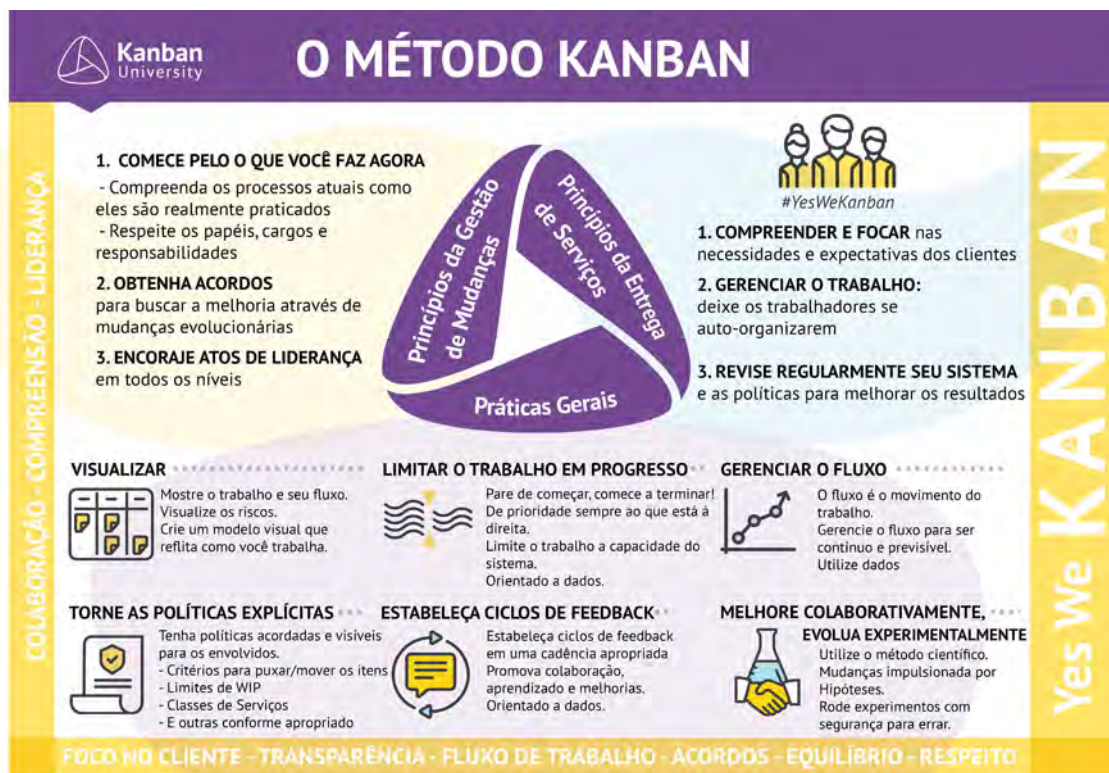 Kanban
University
O MÉTODO KANBAN
COLABORAÇÃO - COMPREENSÃO - LIDERANÇA
1. COMECE PELO O QUE VOCÊ FAZ AGORA
- Compreenda os processos atuais como
eles são realmente praticados
- Respeite os papéis, cargos e
responsabilidades
2. OBTENHA ACORDOS
para buscar a melhoria através de
mudanças evolucionárias
3. ENCORAJE ATOS DE LIDERANÇA
em todos os níveis
Princípios da Gestão
de Mudanças
Princípios da Entrega
de Serviços
Práticas Gerais
#YesWeKanban
1. COMPREENDER E FOCAR nas
necessidades e expectativas dos clientes
2. GERENCIAR O TRABALHO:
deixe os trabalhadores se
auto-organizarem
3. REVISE REGULARMENTE SEU SISTEMA
e as políticas para melhorar os resultados
VISUALIZAR
Mostre o trabalho e seu fluxo.
Visualize os riscos.
Crie um modelo visual que
reflita como você trabalha.
LIMITAR O TRABALHO EM PROGRESSO
Pare de começar, comece a terminar!
De prioridade sempre ao que está à
direita.
Limite o trabalho a capacidade do
sistema.
Orientado a dados.
GERENCIAR O FLUXO
O fluxo é o movimento do
trabalho.
Gerencie o fluxo para ser
contínuo e previsível.
Utilize dados
TORNE AS POLÍTICAS EXPLÍCITAS
Tenha políticas acordadas e visíveis
para os envolvidos.
- Critérios para puxar/mover os itens
- Limites de WIP
- Classes de Serviços
- E outras conforme apropriado
ESTABELEÇA CICLOS DE FEEDBACK
Estabeleça ciclos de feedback
em uma cadência apropriada
Promova colaboração,
aprendizado e melhorias.
Orientado a dados.
MELHORE COLABORATIVAMENTE,
EVOLUA EXPERIMENTALMENTE
Utilize o método científico.
Mudanças impulsionada por
Hipóteses.
Rode experimentos com
segurança para errar.
Yes We KANBAN
FOCO NO CLIENTE - TRANSPARÊNCIA - FLUXO DE TRABALHO - ACORDOS - EQUILÍBRIO - RESPEITO